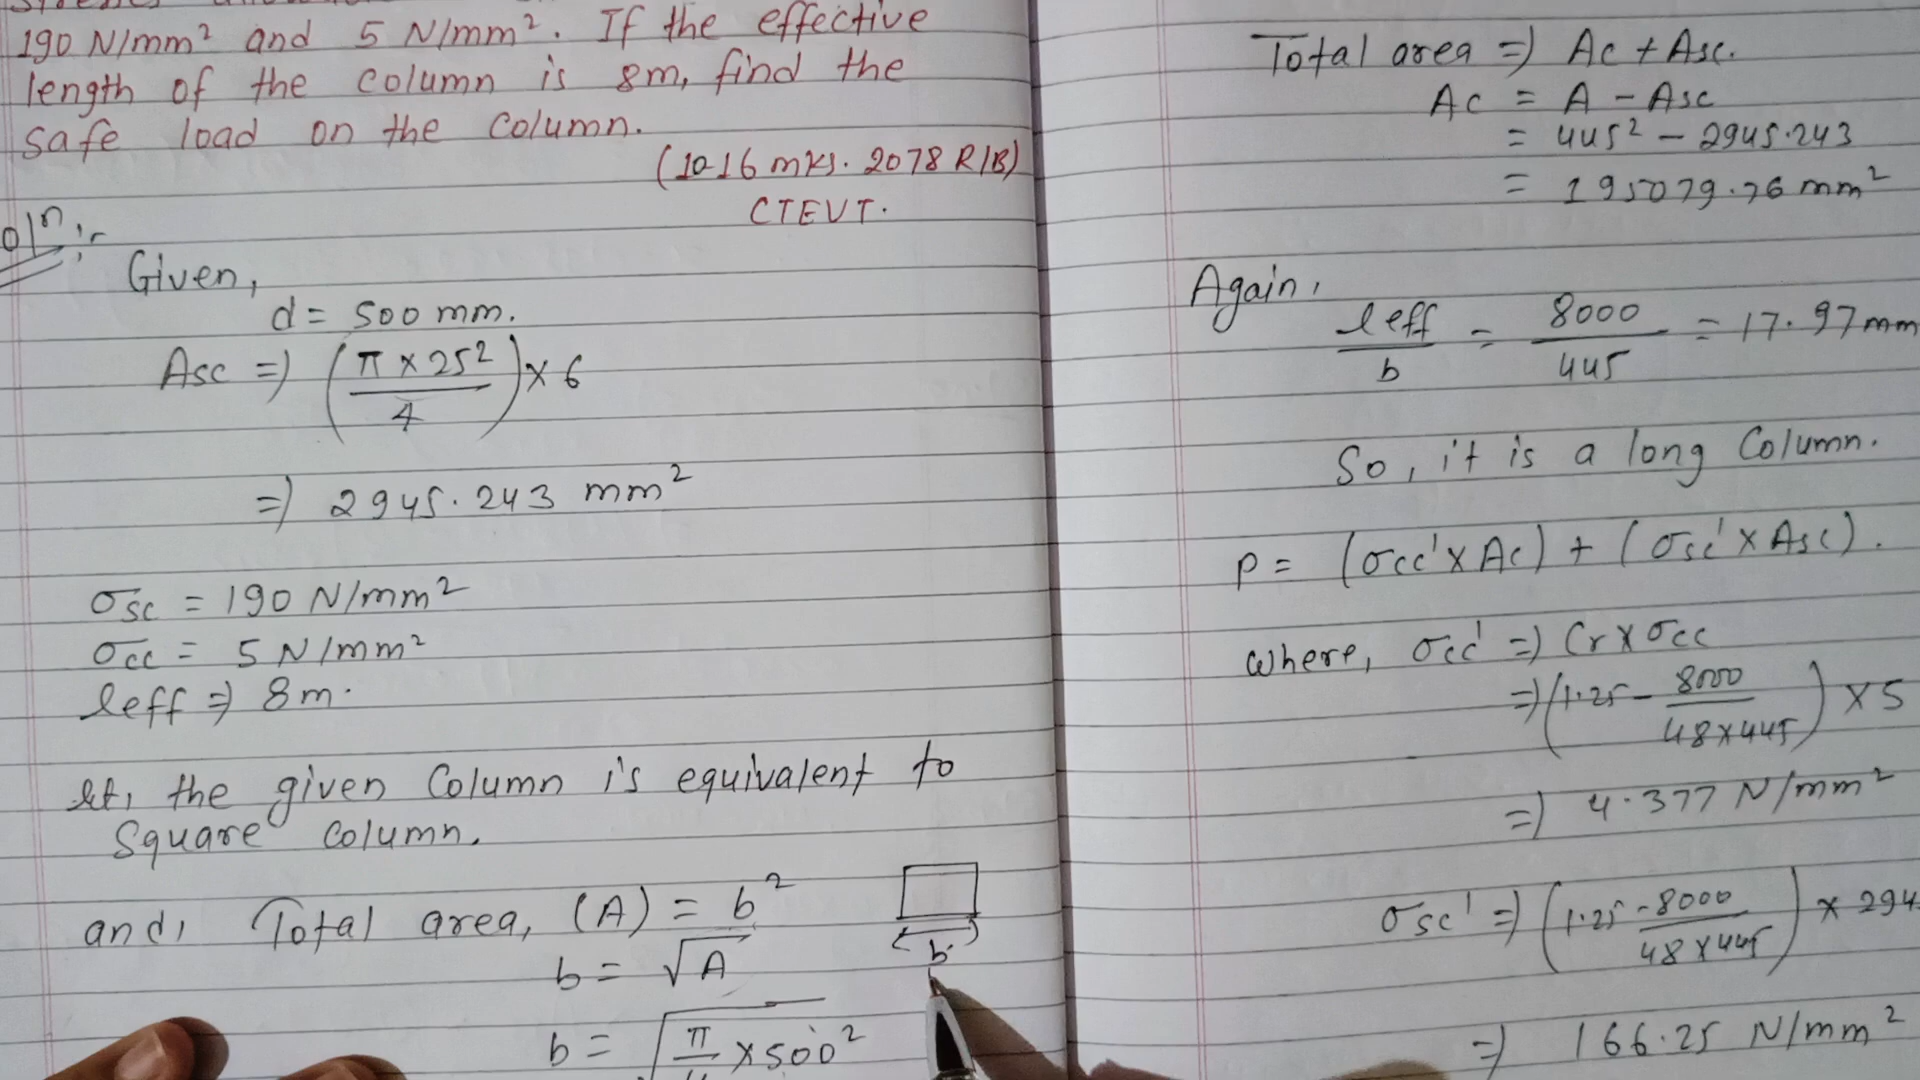 190 N/mm² and 5 N/mm². If the effective
length of the column is 8m, find the
safe load on the column.
(10-16 mks. 2078 R/B)
CTEVT.
Given,
d = 500 mm.
Asc ⇒ (π × 25² / 4) × 6
⇒ 2945.243 mm²
σsc = 190 N/mm²
σcc = 5 N/mm²
leff ⇒ 8m.
let, the given Column is equivalent to
Square column.
and, Total area, (A) = b²
b = √A
b
b = √π × 500²
Total area ⇒ Ac + Asc.
Ac = A - Asc
= 445² - 2945.243
= 195079.76 mm²
Again,
leff / b = 8000 / 445 = 17.97 mm
So, it is a long Column.
P = (σcc' × Ac) + (σsc' × Asc).
where, σcc' ⇒ Cr × σcc
⇒ (1.25 - 8000 / 48×445) × 5
⇒ 4.377 N/mm²
σsc' ⇒ (1.25 - 8000 / 48×445) × 294
⇒ 166.25 N/mm²